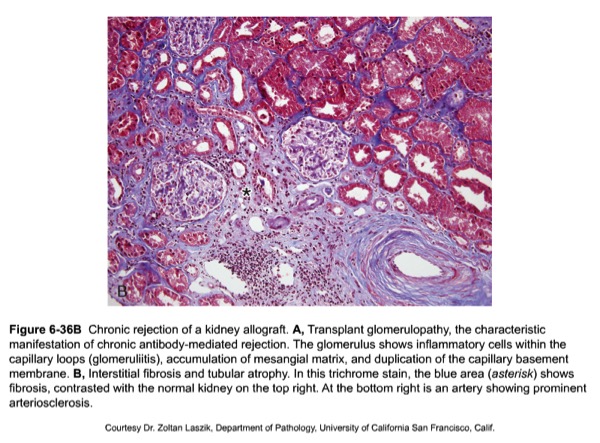 *
B
Figure 6-36B Chronic rejection of a kidney allograft. A, Transplant glomerulopathy, the characteristic
manifestation of chronic antibody-mediated rejection. The glomerulus shows inflammatory cells within the
capillary loops (glomeruliitis), accumulation of mesangial matrix, and duplication of the capillary basement
membrane. B, Interstitial fibrosis and tubular atrophy. In this trichrome stain, the blue area (asterisk) shows
fibrosis, contrasted with the normal kidney on the top right. At the bottom right is an artery showing prominent
arteriosclerosis.
Courtesy Dr. Zoltan Laszik, Department of Pathology, University of California San Francisco, Calif.